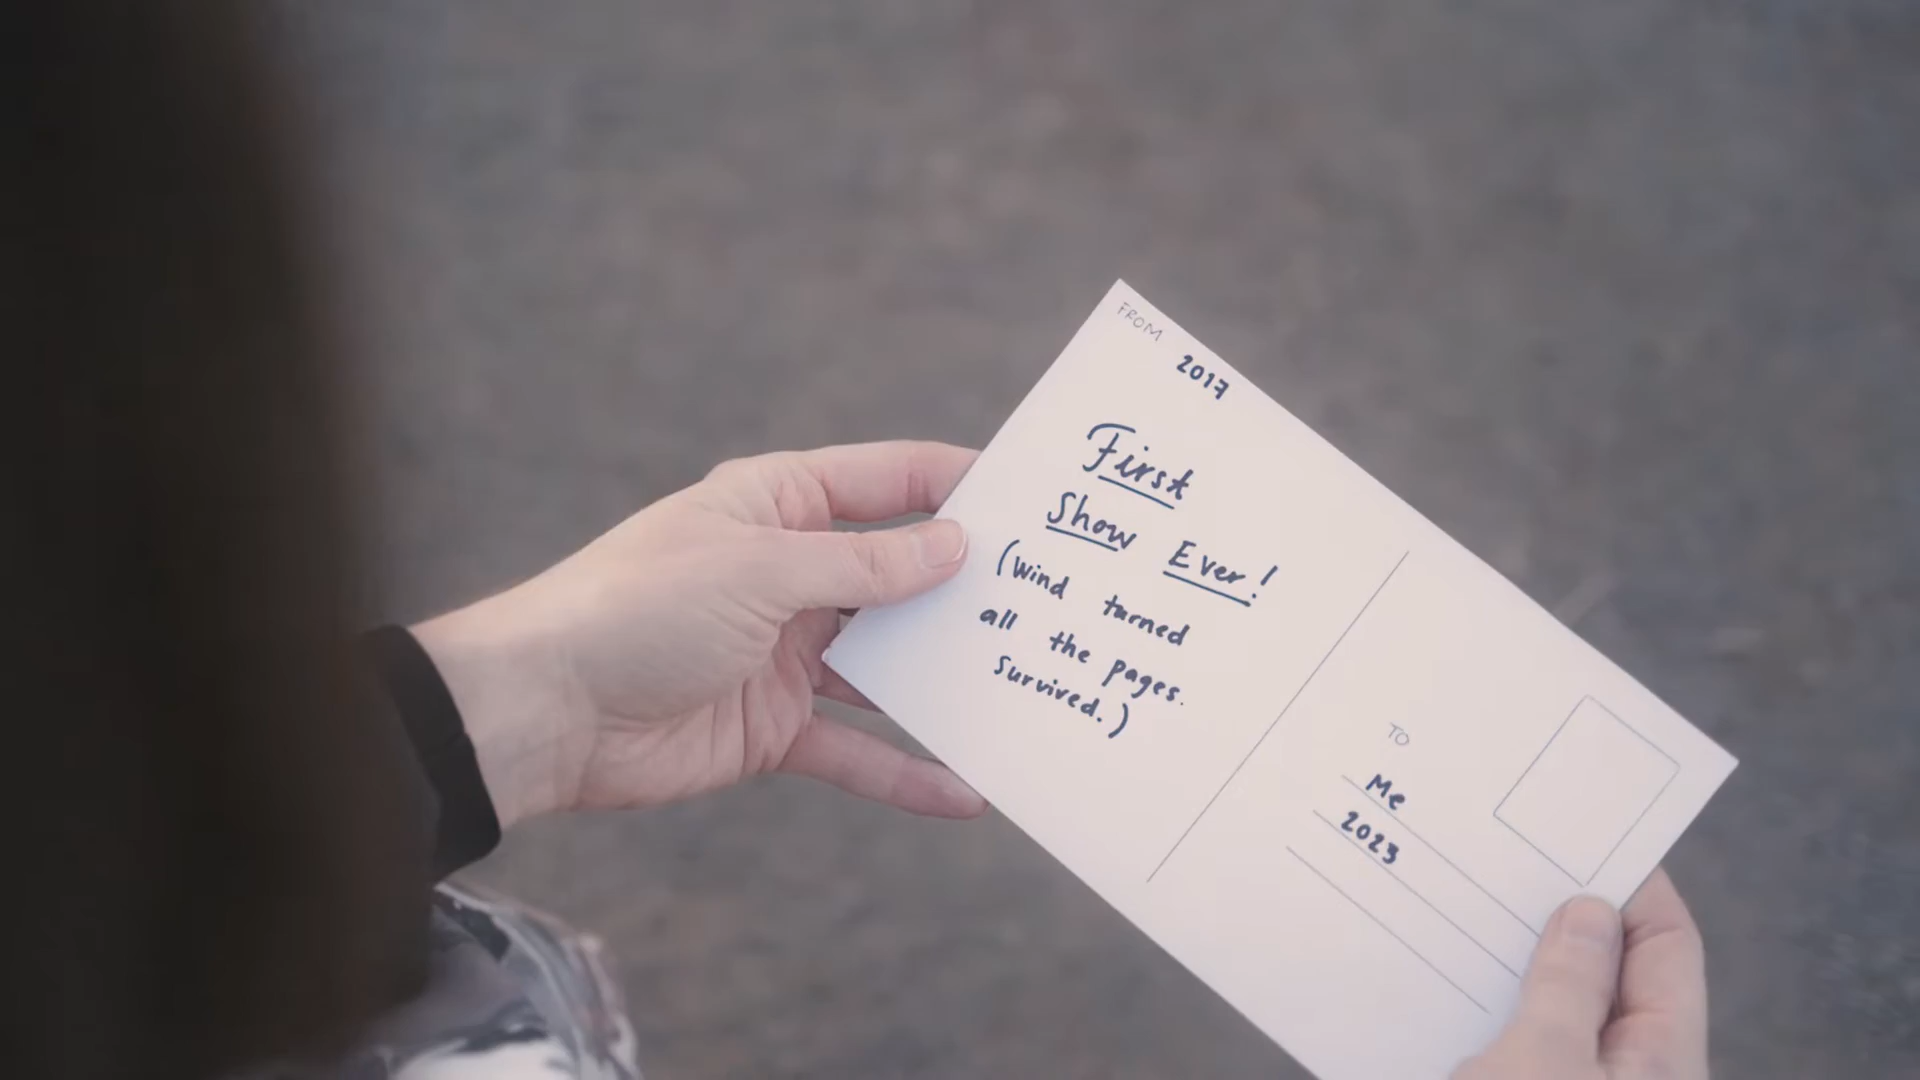 FROM
2017
First
Show Ever!
(Wind turned
all the pages.
Survived.)
TO
Me
2023